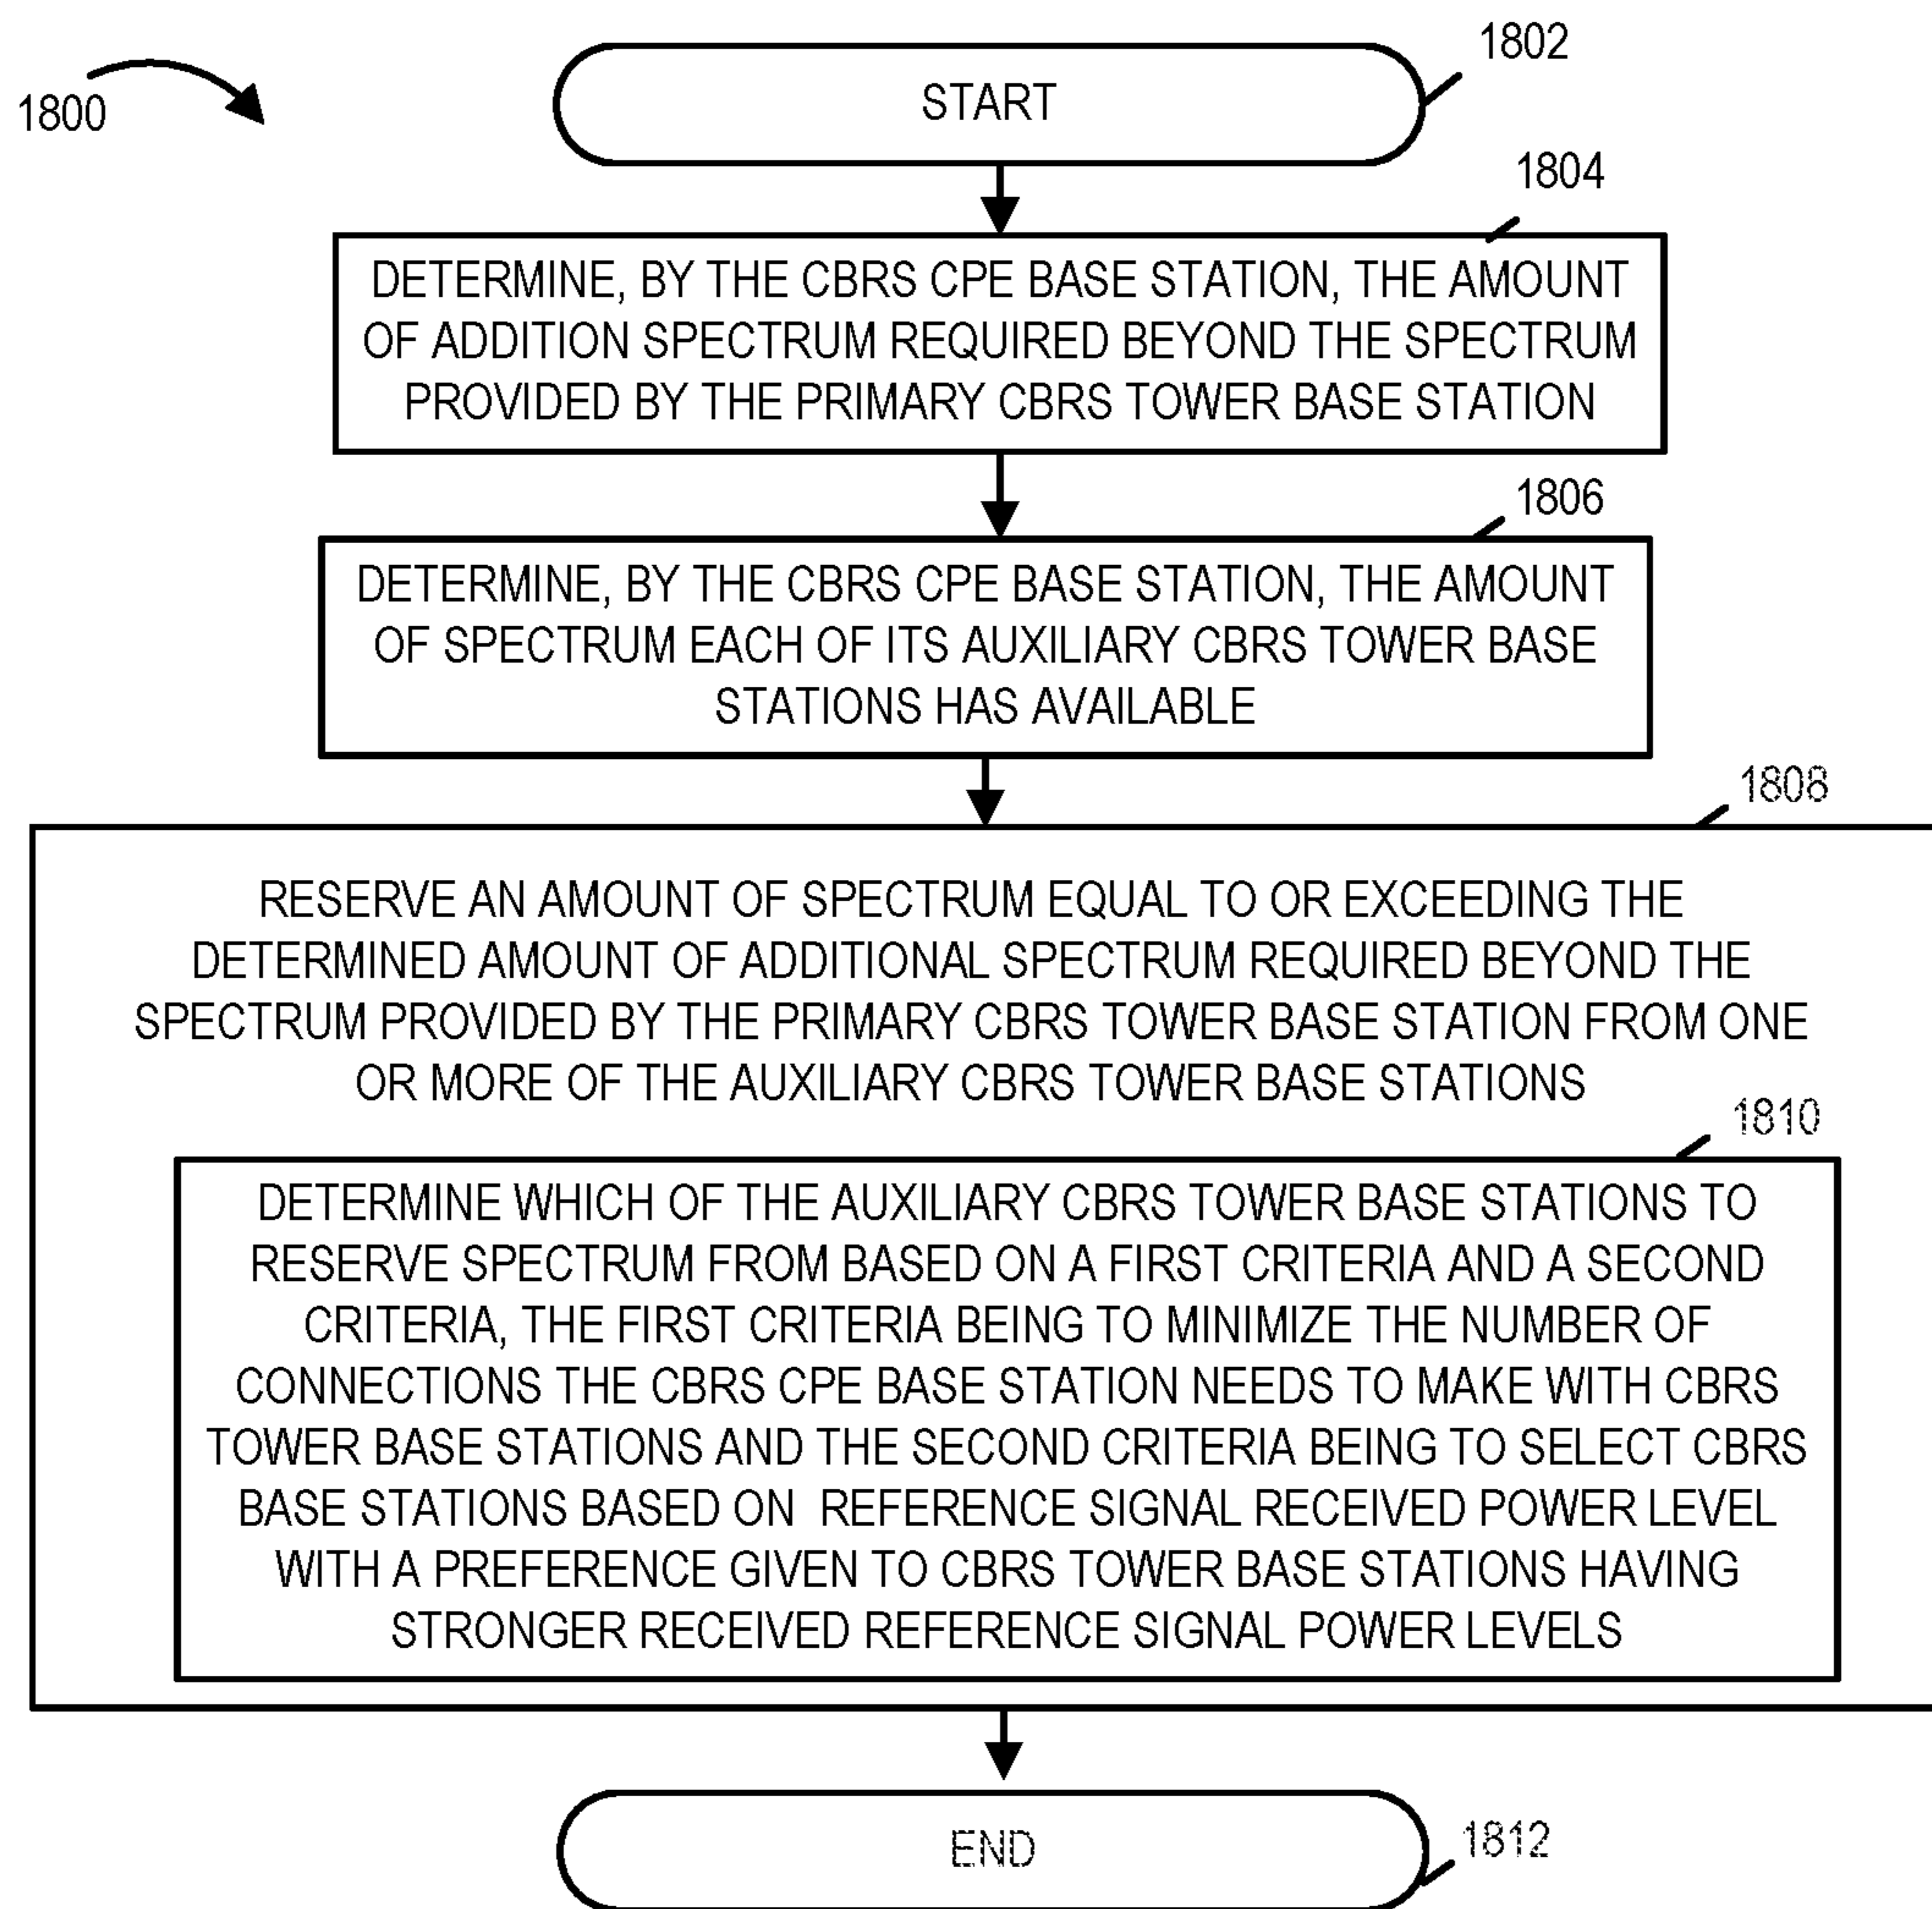 1800
START
1802
1804
DETERMINE, BY THE CBRS CPE BASE STATION, THE AMOUNT
OF ADDITION SPECTRUM REQUIRED BEYOND THE SPECTRUM
PROVIDED BY THE PRIMARY CBRS TOWER BASE STATION
1806
DETERMINE, BY THE CBRS CPE BASE STATION, THE AMOUNT
OF SPECTRUM EACH OF ITS AUXILIARY CBRS TOWER BASE
STATIONS HAS AVAILABLE
1808
RESERVE AN AMOUNT OF SPECTRUM EQUAL TO OR EXCEEDING THE
DETERMINED AMOUNT OF ADDITIONAL SPECTRUM REQUIRED BEYOND THE
SPECTRUM PROVIDED BY THE PRIMARY CBRS TOWER BASE STATION FROM ONE
OR MORE OF THE AUXILIARY CBRS TOWER BASE STATIONS
1810
DETERMINE WHICH OF THE AUXILIARY CBRS TOWER BASE STATIONS TO
RESERVE SPECTRUM FROM BASED ON A FIRST CRITERIA AND A SECOND
CRITERIA, THE FIRST CRITERIA BEING TO MINIMIZE THE NUMBER OF
CONNECTIONS THE CBRS CPE BASE STATION NEEDS TO MAKE WITH CBRS
TOWER BASE STATIONS AND THE SECOND CRITERIA BEING TO SELECT CBRS
BASE STATIONS BASED ON REFERENCE SIGNAL RECEIVED POWER LEVEL
WITH A PREFERENCE GIVEN TO CBRS TOWER BASE STATIONS HAVING
STRONGER RECEIVED REFERENCE SIGNAL POWER LEVELS
END
1812